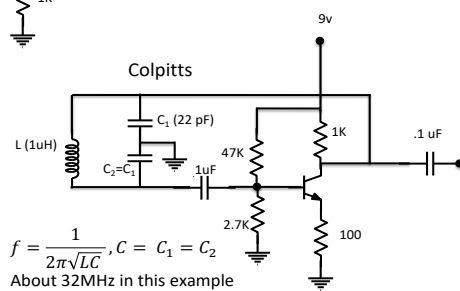 1K
9v
Colpitts
C₁ (22 pF)
L (1uH)
1K
.1 uF
C₂=C₁
.1uF
47K
2.7K
100
f = 1 / 2π√LC, C = C₁ = C₂
About 32MHz in this example